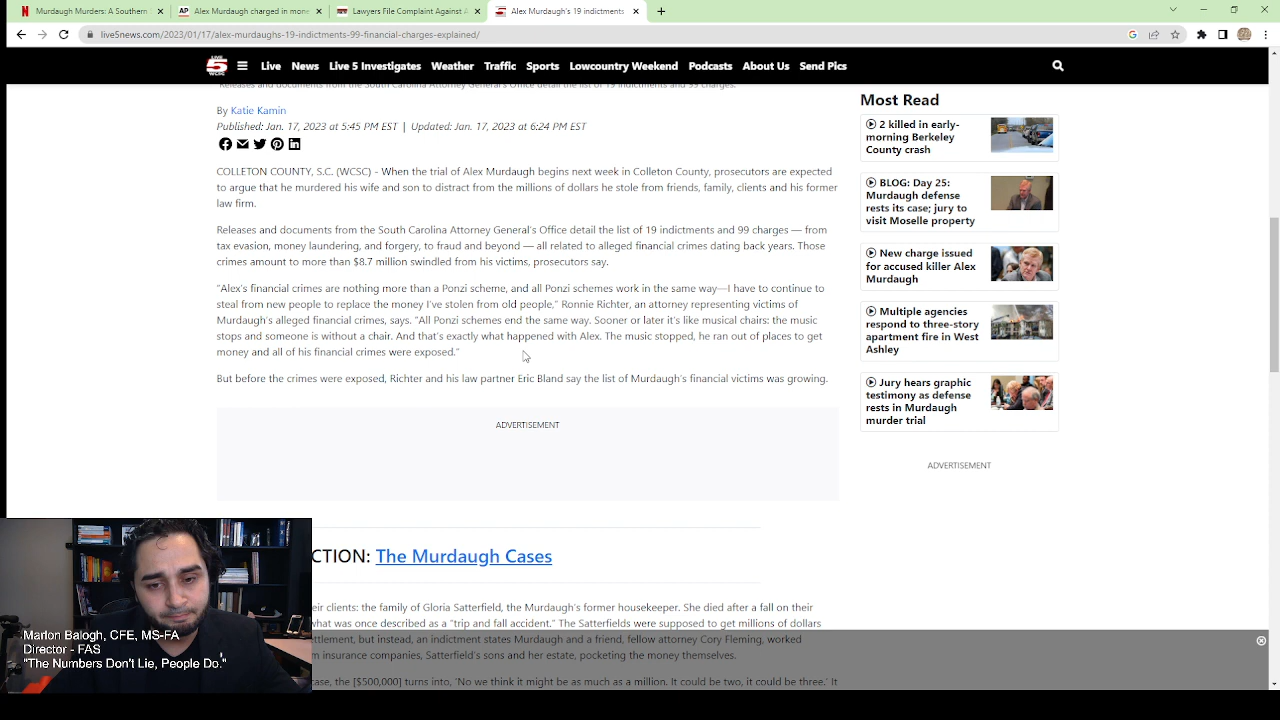 Murdaugh Murders: A Southern S
AP Alex Murdaugh charged in mone
Lawyers File Complaint Against A
Alex Murdaugh's 19 indictments
live5news.com/2023/01/17/alex-murdaughs-19-indictments-99-financial-charges-explained/
LIVE 5 WCSC Live News Live 5 Investigates Weather Traffic Sports Lowcountry Weekend Podcasts About Us Send Pics
Releases and documents from the South Carolina Attorney General's Office detail the list of 19 indictments and 99 charges.
By Katie Kamin
Published: Jan. 17, 2023 at 5:45 PM EST | Updated: Jan. 17, 2023 at 6:24 PM EST
COLLETON COUNTY, S.C. (WCSC) - When the trial of Alex Murdaugh begins next week in Colleton County, prosecutors are expected
to argue that he murdered his wife and son to distract from the millions of dollars he stole from friends, family, clients and his former
law firm.
Releases and documents from the South Carolina Attorney General's Office detail the list of 19 indictments and 99 charges — from
tax evasion, money laundering, and forgery, to fraud and beyond — all related to alleged financial crimes dating back years. Those
crimes amount to more than $8.7 million swindled from his victims, prosecutors say.
"Alex's financial crimes are nothing more than a Ponzi scheme, and all Ponzi schemes work in the same way—I have to continue to
steal from new people to replace the money I've stolen from old people," Ronnie Richter, an attorney representing victims of
Murdaugh's alleged financial crimes, says. "All Ponzi schemes end the same way. Sooner or later it's like musical chairs: the music
stops and someone is without a chair. And that's exactly what happened with Alex. The music stopped, he ran out of places to get
money and all of his financial crimes were exposed."
But before the crimes were exposed, Richter and his law partner Eric Bland say the list of Murdaugh's financial victims was growing.
ADVERTISEMENT
CTION: The Murdaugh Cases
eir clients: the family of Gloria Satterfield, the Murdaugh's former housekeeper. She died after a fall on their
what was once described as a "trip and fall accident." The Satterfields were supposed to get millions of dollars
ttlement, but instead, an indictment states Murdaugh and a friend, fellow attorney Cory Fleming, worked
m insurance companies, Satterfield's sons and her estate, pocketing the money themselves.
case, the [$500,000] turns into, 'No we think it might be as much as a million. It could be two, it could be three.' It
Most Read
2 killed in early-
morning Berkeley
County crash
BLOG: Day 25:
Murdaugh defense
rests its case; jury to
visit Moselle property
New charge issued
for accused killer Alex
Murdaugh
Multiple agencies
respond to three-story
apartment fire in West
Ashley
Jury hears graphic
testimony as defense
rests in Murdaugh
murder trial
ADVERTISEMENT
Marlon Balogh, CFE, MS-FA
Director - FAS
"The Numbers Don't Lie, People Do."